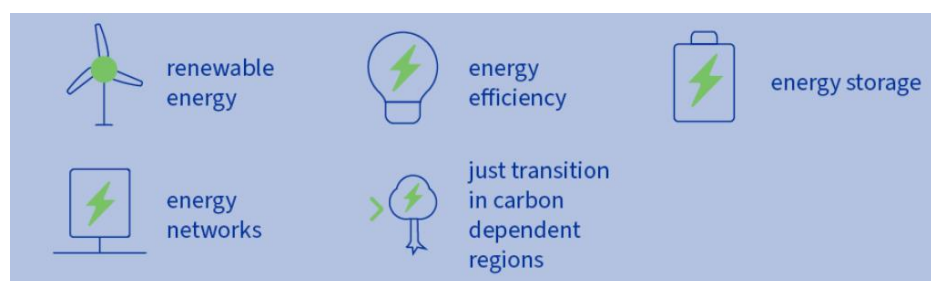 renewable
energy
energy
efficiency
energy storage
energy
networks
just transition
in carbon
dependent
regions